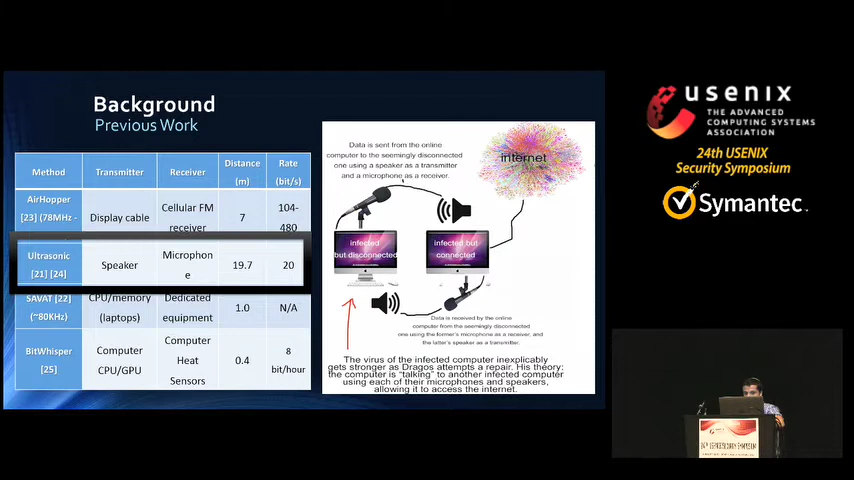 Background
Previous Work
Method Transmitter Receiver Distance (m) Rate (bit/s)
AirHopper [23] (78MHz - Display cable Cellular FM receiver 7 104-480
Ultrasonic [21] [24] Speaker Microphone 19.7 20
SAVAT [22] (~80KHz) CPU/memory (laptops) Dedicated equipment 1.0 N/A
BitWhisper [25] Computer CPU/GPU Computer Heat Sensors 0.4 8 bit/hour
Data is sent from the online
computer to the seemingly disconnected
one using a speaker as a transmitter
and a microphone as a receiver.
internet
infected
but disconnected
infected but
connected
Data is received by the online
computer from the seemingly disconnected
one using the former's microphone as a receiver, and
the latter's speaker as a transmitter.
The virus of the infected computer inexplicably
gets stronger as Dragos attempts a repair. His theory:
the computer is "talking" to another infected computer
using each of their microphones and speakers,
allowing it to access the internet.
usenix
THE ADVANCED
COMPUTING SYSTEMS
ASSOCIATION
24th USENIX
Security Symposium
Symantec.